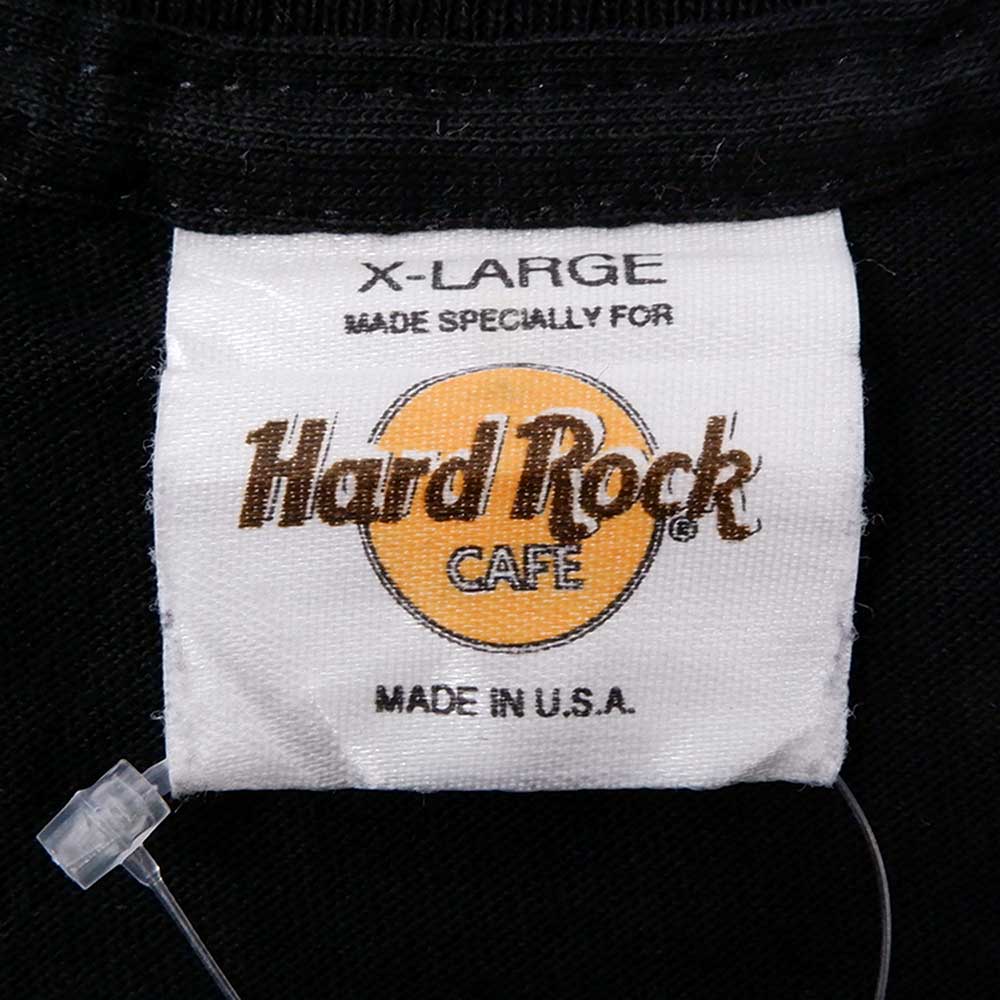 X-LARGE
MADE SPECIALLY FOR
Hard Rock
®
CAFE
MADE IN U.S.A.